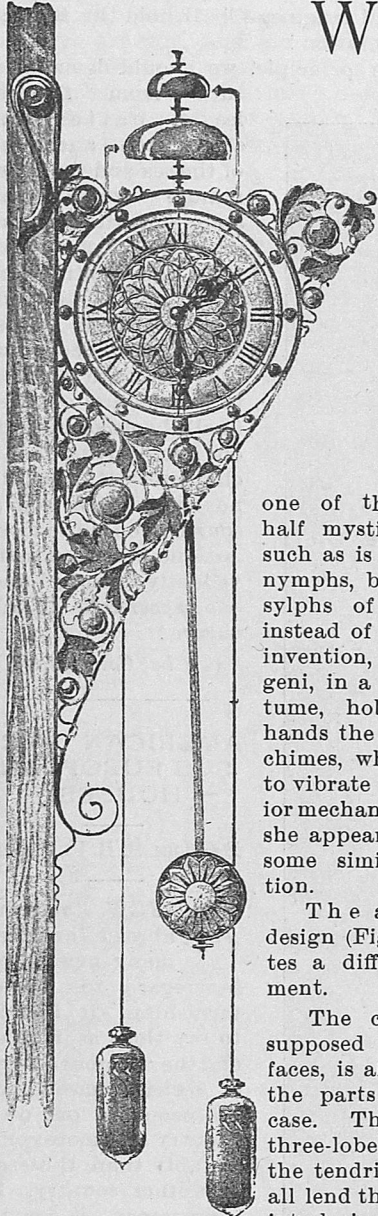 W
XII
one of th
half mysti
such as is
nymphs, b
sylphs of
instead of
invention,
geni, in a
tume, hol
hands the
chimes, wh
to vibrate
ior mechan
she appear
some simi
tion.
The a
design (Fi
tes a diff
ment.
The c
supposed
faces, is a
the parts
case. Th
three-lobe
the tendri
all lend th